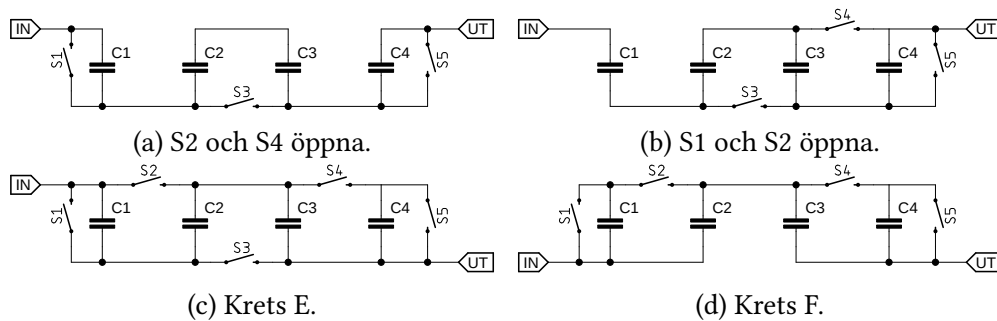 IN C1 C2 C3 C4 UT S1 S3 S5
(a) S2 och S4 öppna.
IN C1 C2 C3 S4 C4 UT S3 S5
(b) S1 och S2 öppna.
IN S2 S4 S1 C1 C2 C3 C4 S5 S3 UT
(c) Krets E.
S2 S4 S1 C1 C2 C3 C4 S5 IN UT
(d) Krets F.